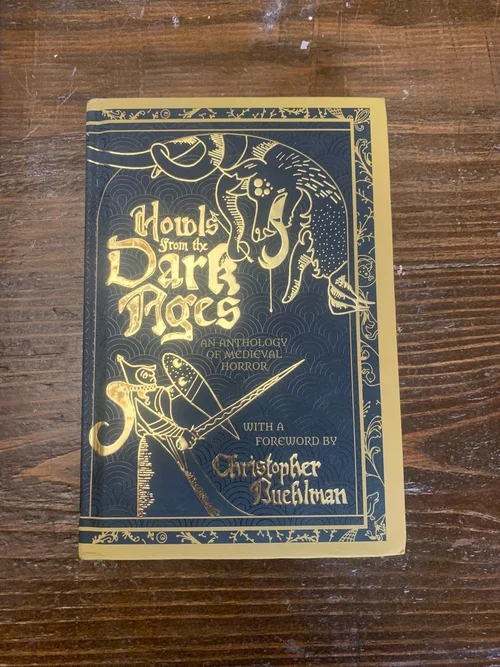 Howls
from the
Dark
Ages
AN ANTHOLOGY
OF MEDIEVAL
HORROR
WITH A
FOREWORD BY
Christopher
Buehlman